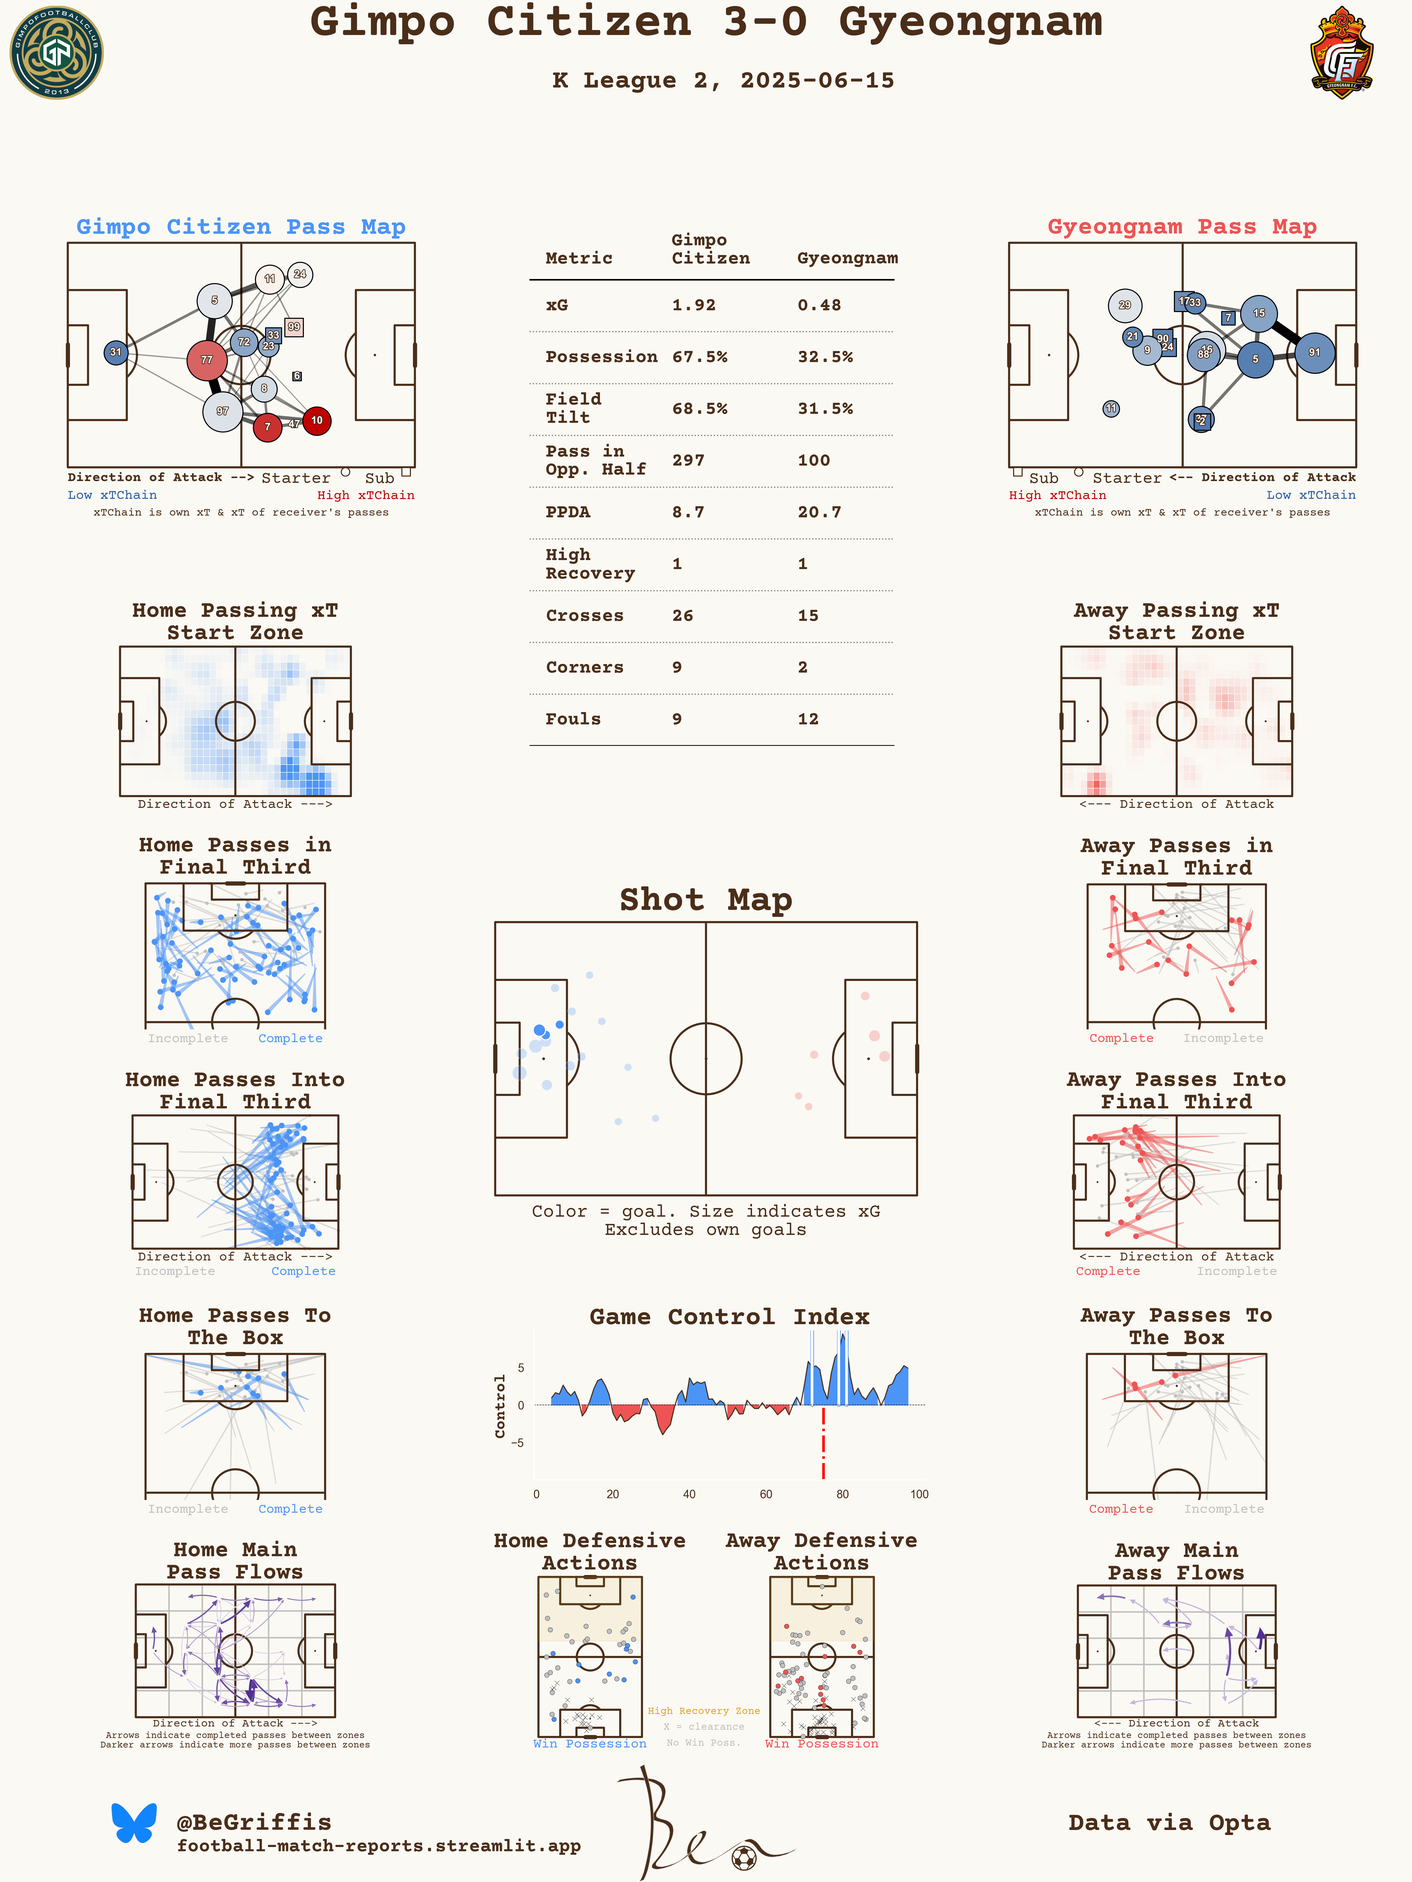 Gimpo Citizen 3-0 Gyeongnam
K League 2, 2025-06-15
GIMPOFOOTBALLCLUB
GP
2013
GYEONGNAM F.C.
Gimpo Citizen Pass Map
31
5
77
97
11
24
72
33
23
99
8
6
7
47
10
Direction of Attack --> Starter Sub
Low xTChain High xTChain
xTChain is own xT & xT of receiver's passes
Metric Gimpo Citizen Gyeongnam
xG 1.92 0.48
Possession 67.5% 32.5%
Field Tilt 68.5% 31.5%
Pass in Opp. Half 297 100
PPDA 8.7 20.7
High Recovery 1 1
Crosses 26 15
Corners 9 2
Fouls 9 12
Gyeongnam Pass Map
29
17
33
7
15
21
90
24
9
16
88
5
91
11
2
Sub Starter <-- Direction of Attack
High xTChain Low xTChain
xTChain is own xT & xT of receiver's passes
Home Passing xT
Start Zone
Direction of Attack --->
Away Passing xT
Start Zone
<--- Direction of Attack
Home Passes in
Final Third
Incomplete Complete
Shot Map
Color = goal. Size indicates xG
Excludes own goals
Away Passes in
Final Third
Complete Incomplete
Home Passes Into
Final Third
Direction of Attack --->
Incomplete Complete
Away Passes Into
Final Third
<--- Direction of Attack
Complete Incomplete
Home Passes To
The Box
Incomplete Complete
Game Control Index
Control
5
0
−5
0 20 40 60 80 100
Away Passes To
The Box
Complete Incomplete
Home Main
Pass Flows
Direction of Attack --->
Arrows indicate completed passes between zones
Darker arrows indicate more passes between zones
Home Defensive
Actions
Win Possession
High Recovery Zone
X = clearance
No Win Poss.
Away Defensive
Actions
Win Possession
Away Main
Pass Flows
<--- Direction of Attack
Arrows indicate completed passes between zones
Darker arrows indicate more passes between zones
@BeGriffis
football-match-reports.streamlit.app
Ben
Data via Opta